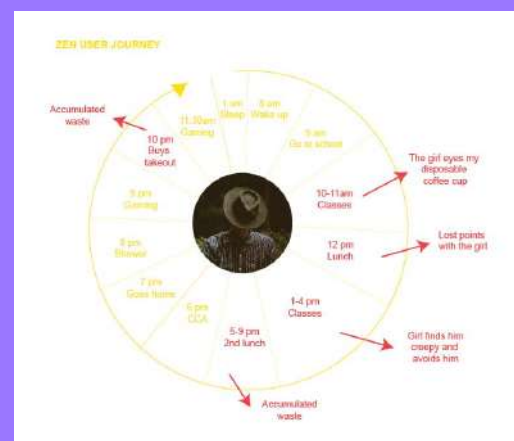 ZEN USER JOURNEY
1 am
Sleep
8 am
Wake up
9 am
Go to school
10-11am
Classes
The girl eyes my
disposable
coffee cup
12 pm
Lunch
Lost points
with the girl
1-4 pm
Classes
Girl finds him
creepy and
avoids him
5-9 pm
2nd lunch
Accumulated
waste
6 pm
CCA
7 pm
Goes home
8 pm
Shower
9 pm
Gaming
10 pm
Buys
takeout
Accumulated
waste
Gaming